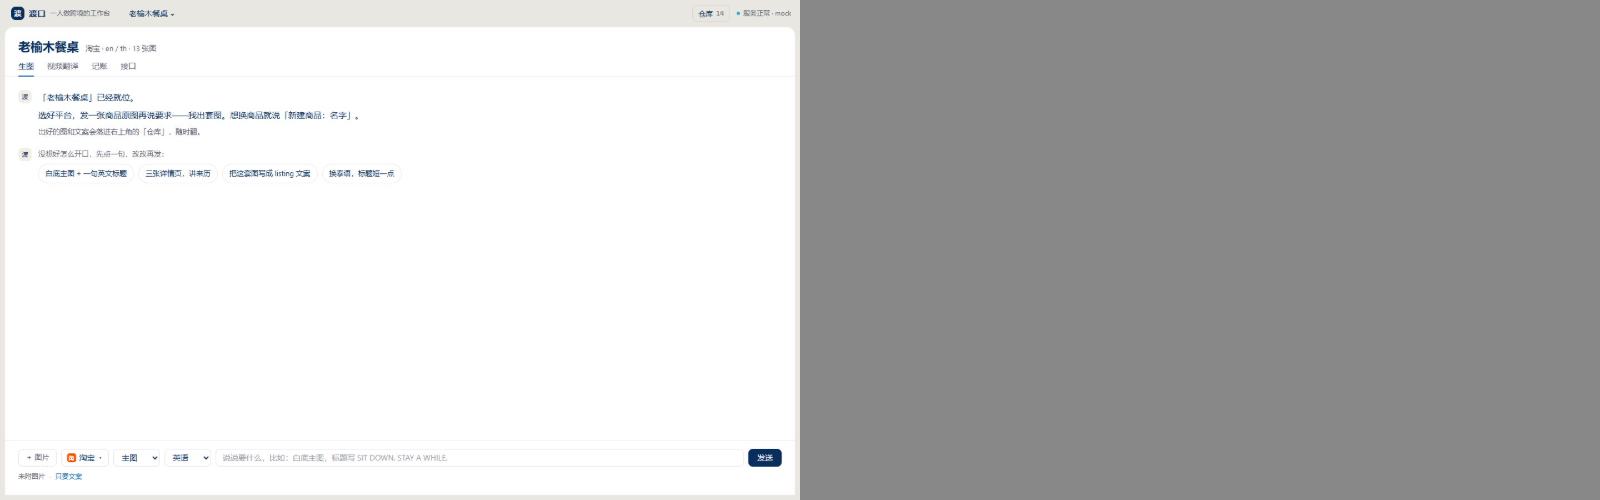 渡 渡口 一人做跨境的工作台 老榆木餐桌 仓库 14 服务正常 · mock
老榆木餐桌 淘宝 · en / th · 13 张图
生图 视频翻译 记账 接口
渡 「老榆木餐桌」已经就位。
选好平台，发一张商品原图再说要求——我出套图。想换商品就说「新建商品：名字」。
出好的图和文案会落进右上角的「仓库」，随时翻。
渡 没想好怎么开口，先点一句，改改再发：
白底主图 + 一句英文标题 三张详情页，讲来历 把这套图写成 listing 文案 换泰语，标题短一点
+ 图片 淘 淘宝 主图 英语 说说要什么，比如：白底主图，标题写 SIT DOWN, STAY A WHILE. 发送
未附图片 · 只要文案